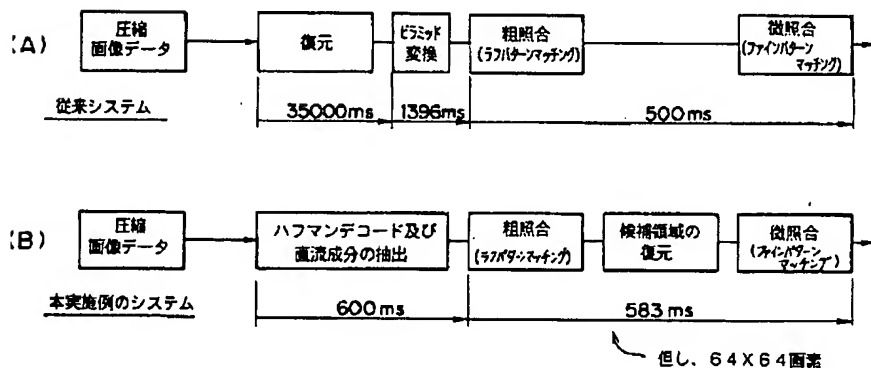 (A)
圧縮
画像データ
復元
ピラミッド
変換
粗照合
(ラフパターンマッチング)
微照合
(ファインパターン
マッチング)
従来システム
35000ms
1396ms
500ms
(B)
圧縮
画像データ
ハフマンデコード及び
直流成分の抽出
粗照合
(ラフパターンマッチング)
候補領域の
復元
微照合
(ファインパターン
マッチング)
本実施例のシステム
600ms
583ms
但し、64X64画素